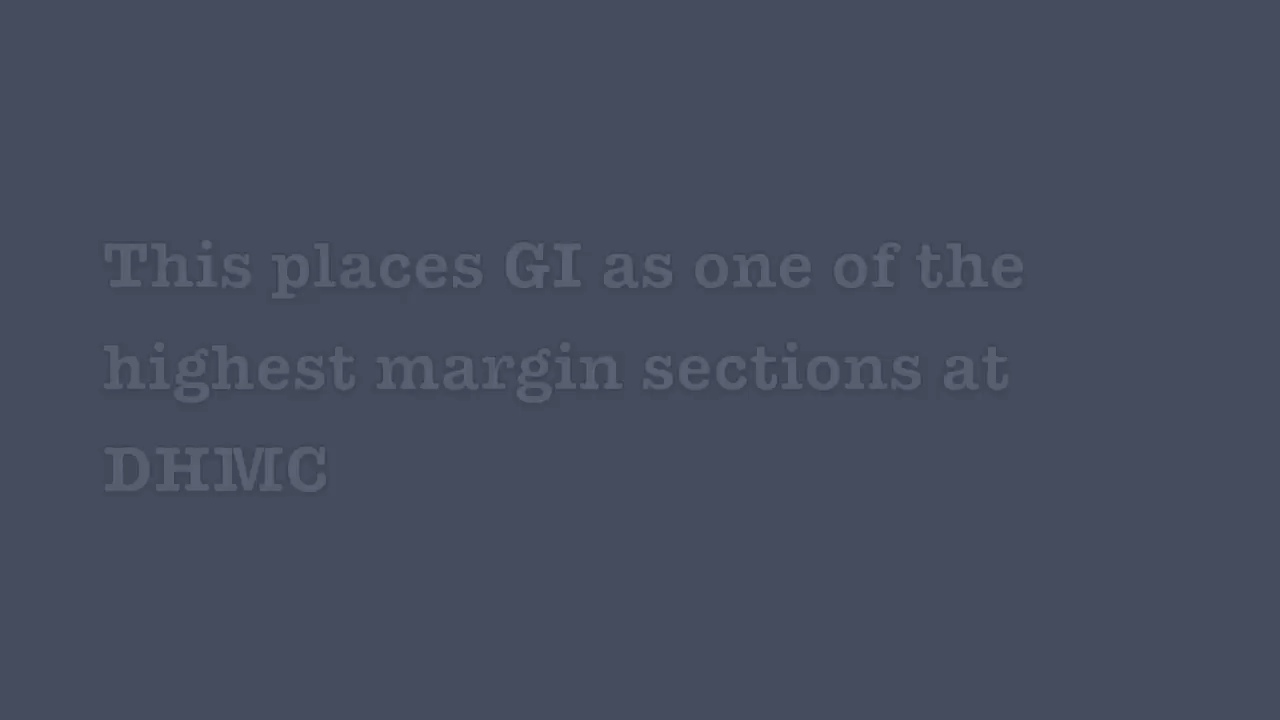 This places GI as one of the
highest margin sections at
DHMC